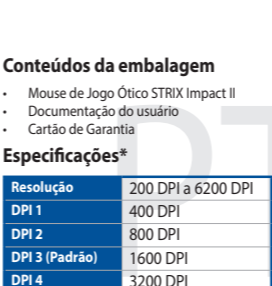 Conteúdos da embalagem
• Mouse de Jogo Ótico STRIX Impact II
• Documentação do usuário
• Cartão de Garantia
Especificações*
Resolução 200 DPI a 6200 DPI
DPI 1 400 DPI
DPI 2 800 DPI
DPI 3 (Padrão) 1600 DPI
DPI 4 3200 DPI
PT